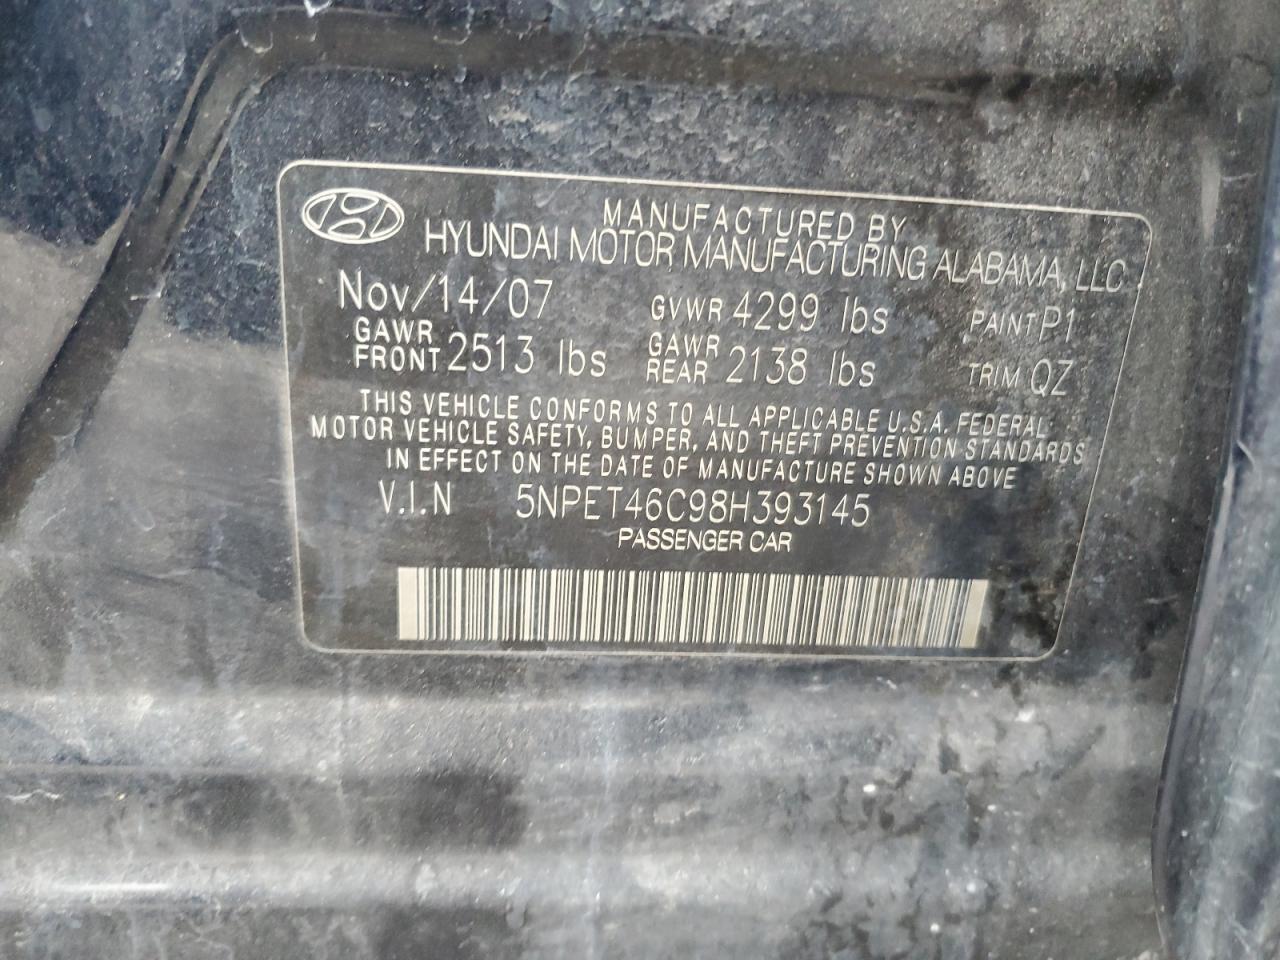 MANUFACTURED BY
HYUNDAI MOTOR MANUFACTURING ALABAMA, LLC
Nov/14/07 GVWR 4299 lbs PAINT P1
GAWR FRONT 2513 lbs GAWR REAR 2138 lbs TRIM QZ
THIS VEHICLE CONFORMS TO ALL APPLICABLE U.S.A. FEDERAL
MOTOR VEHICLE SAFETY, BUMPER, AND THEFT PREVENTION STANDARDS
IN EFFECT ON THE DATE OF MANUFACTURE SHOWN ABOVE
V.I.N 5NPET46C98H393145
PASSENGER CAR